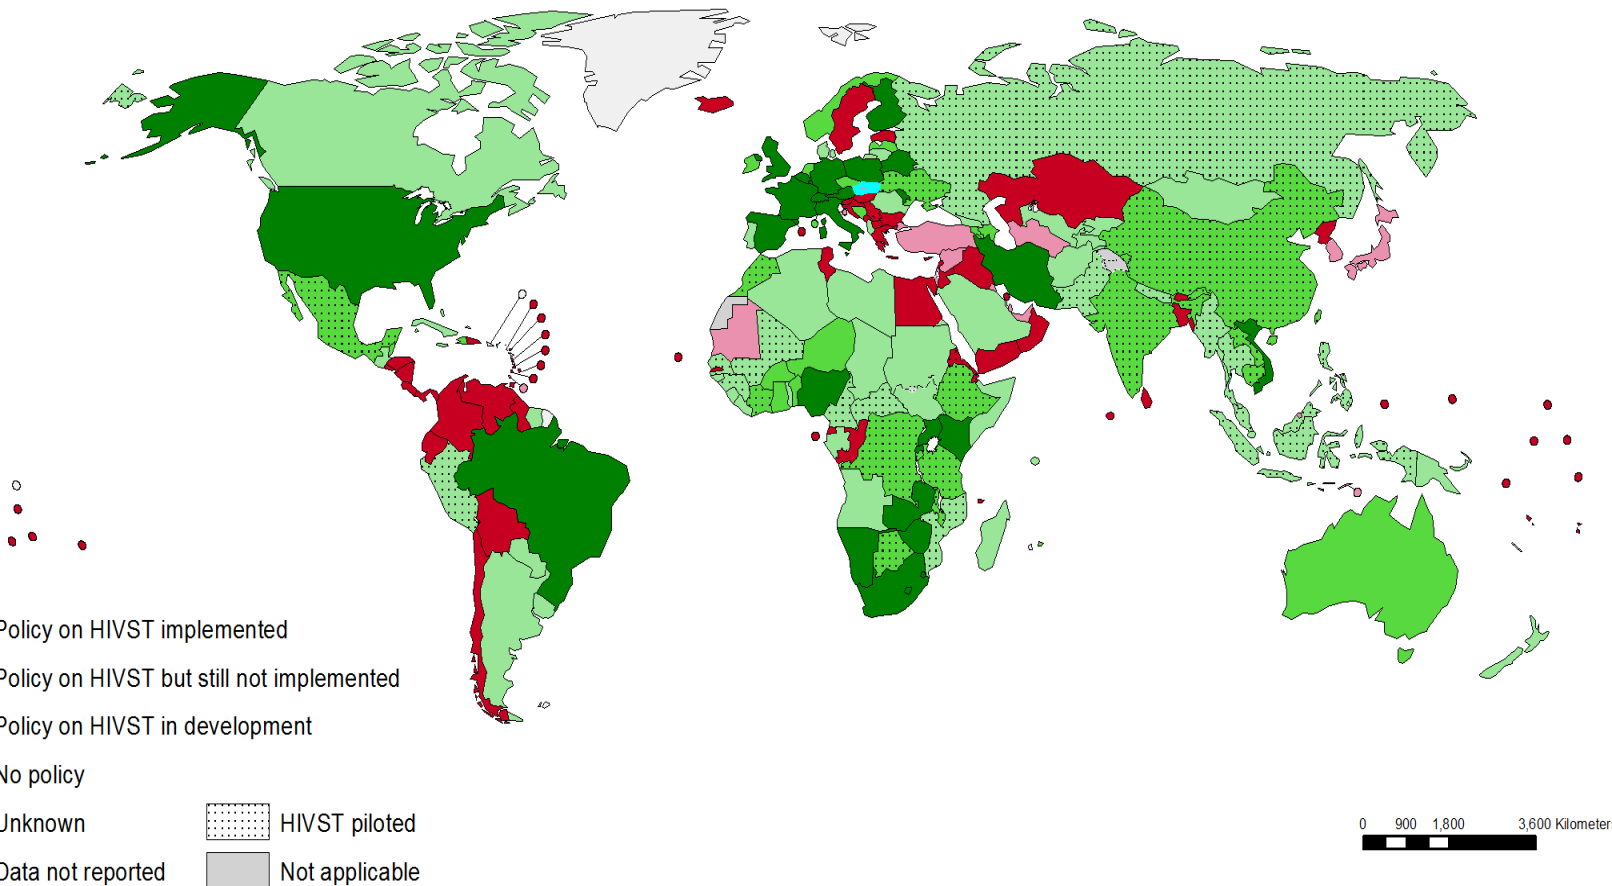 Policy on HIVST implemented
Policy on HIVST but still not implemented
Policy on HIVST in development
No policy
Unknown
HIVST piloted
Data not reported
Not applicable
0 900 1,800 3,600 Kilometer